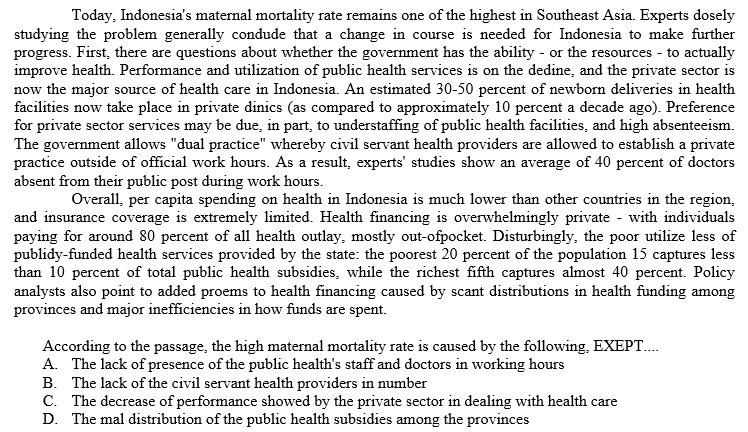 Today, Indonesia's maternal mortality rate remains one of the highest in Southeast Asia. Experts dosely
studying the problem generally condude that a change in course is needed for Indonesia to make further
progress. First, there are questions about whether the government has the ability - or the resources - to actually
improve health. Performance and utilization of public health services is on the dedine, and the private sector is
now the major source of health care in Indonesia. An estimated 30-50 percent of newborn deliveries in health
facilities now take place in private dinics (as compared to approximately 10 percent a decade ago). Preference
for private sector services may be due, in part, to understaffing of public health facilities, and high absenteeism.
The government allows "dual practice" whereby civil servant health providers are allowed to establish a private
practice outside of official work hours. As a result, experts' studies show an average of 40 percent of doctors
absent from their public post during work hours.
Overall, per capita spending on health in Indonesia is much lower than other countries in the region,
and insurance coverage is extremely limited. Health financing is overwhelmingly private - with individuals
paying for around 80 percent of all health outlay, mostly out-ofpocket. Disturbingly, the poor utilize less of
publidy-funded health services provided by the state: the poorest 20 percent of the population 15 captures less
than 10 percent of total public health subsidies, while the richest fifth captures almost 40 percent. Policy
analysts also point to added proems to health financing caused by scant distributions in health funding among
provinces and major inefficiencies in how funds are spent.
According to the passage, the high maternal mortality rate is caused by the following, EXEPT....
A. The lack of presence of the public health's staff and doctors in working hours
B. The lack of the civil servant health providers in number
C. The decrease of performance showed by the private sector in dealing with health care
D. The mal distribution of the public health subsidies among the provinces